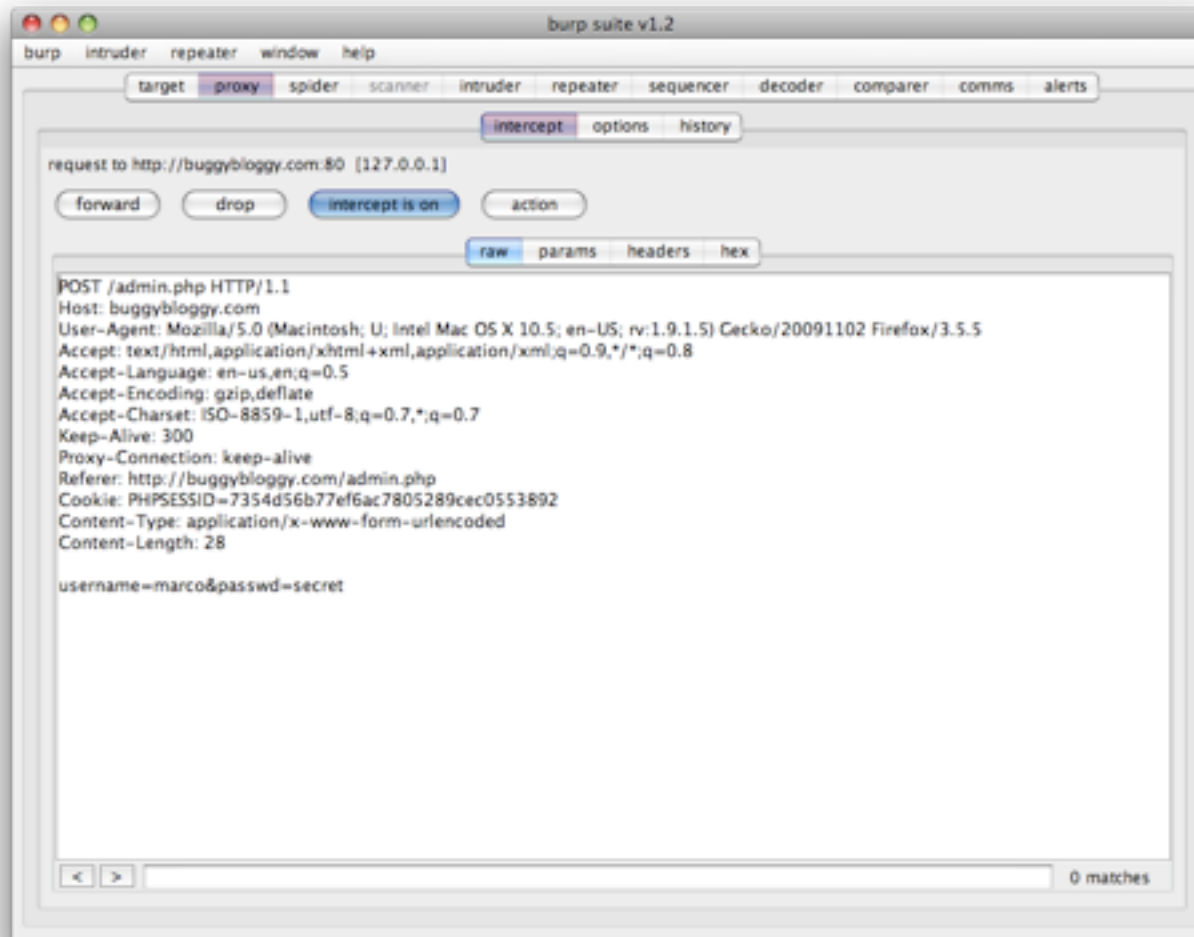 burp suite v1.2
burp intruder repeater window help
target proxy spider scanner intruder repeater sequencer decoder comparer comms alerts
intercept options history
request to http://buggybloggy.com:80 [127.0.0.1]
forward drop intercept is on action
raw params headers hex
POST /admin.php HTTP/1.1
Host: buggybloggy.com
User-Agent: Mozilla/5.0 (Macintosh; U; Intel Mac OS X 10.5; en-US; rv:1.9.1.5) Gecko/20091102 Firefox/3.5.5
Accept: text/html,application/xhtml+xml,application/xml;q=0.9,*/*;q=0.8
Accept-Language: en-us,en;q=0.5
Accept-Encoding: gzip,deflate
Accept-Charset: ISO-8859-1,utf-8;q=0.7,*;q=0.7
Keep-Alive: 300
Proxy-Connection: keep-alive
Referer: http://buggybloggy.com/admin.php
Cookie: PHPSESSID=7354d56b77ef6ac7805289cec0553892
Content-Type: application/x-www-form-urlencoded
Content-Length: 28
username=marco&passwd=secret
< > 0 matches